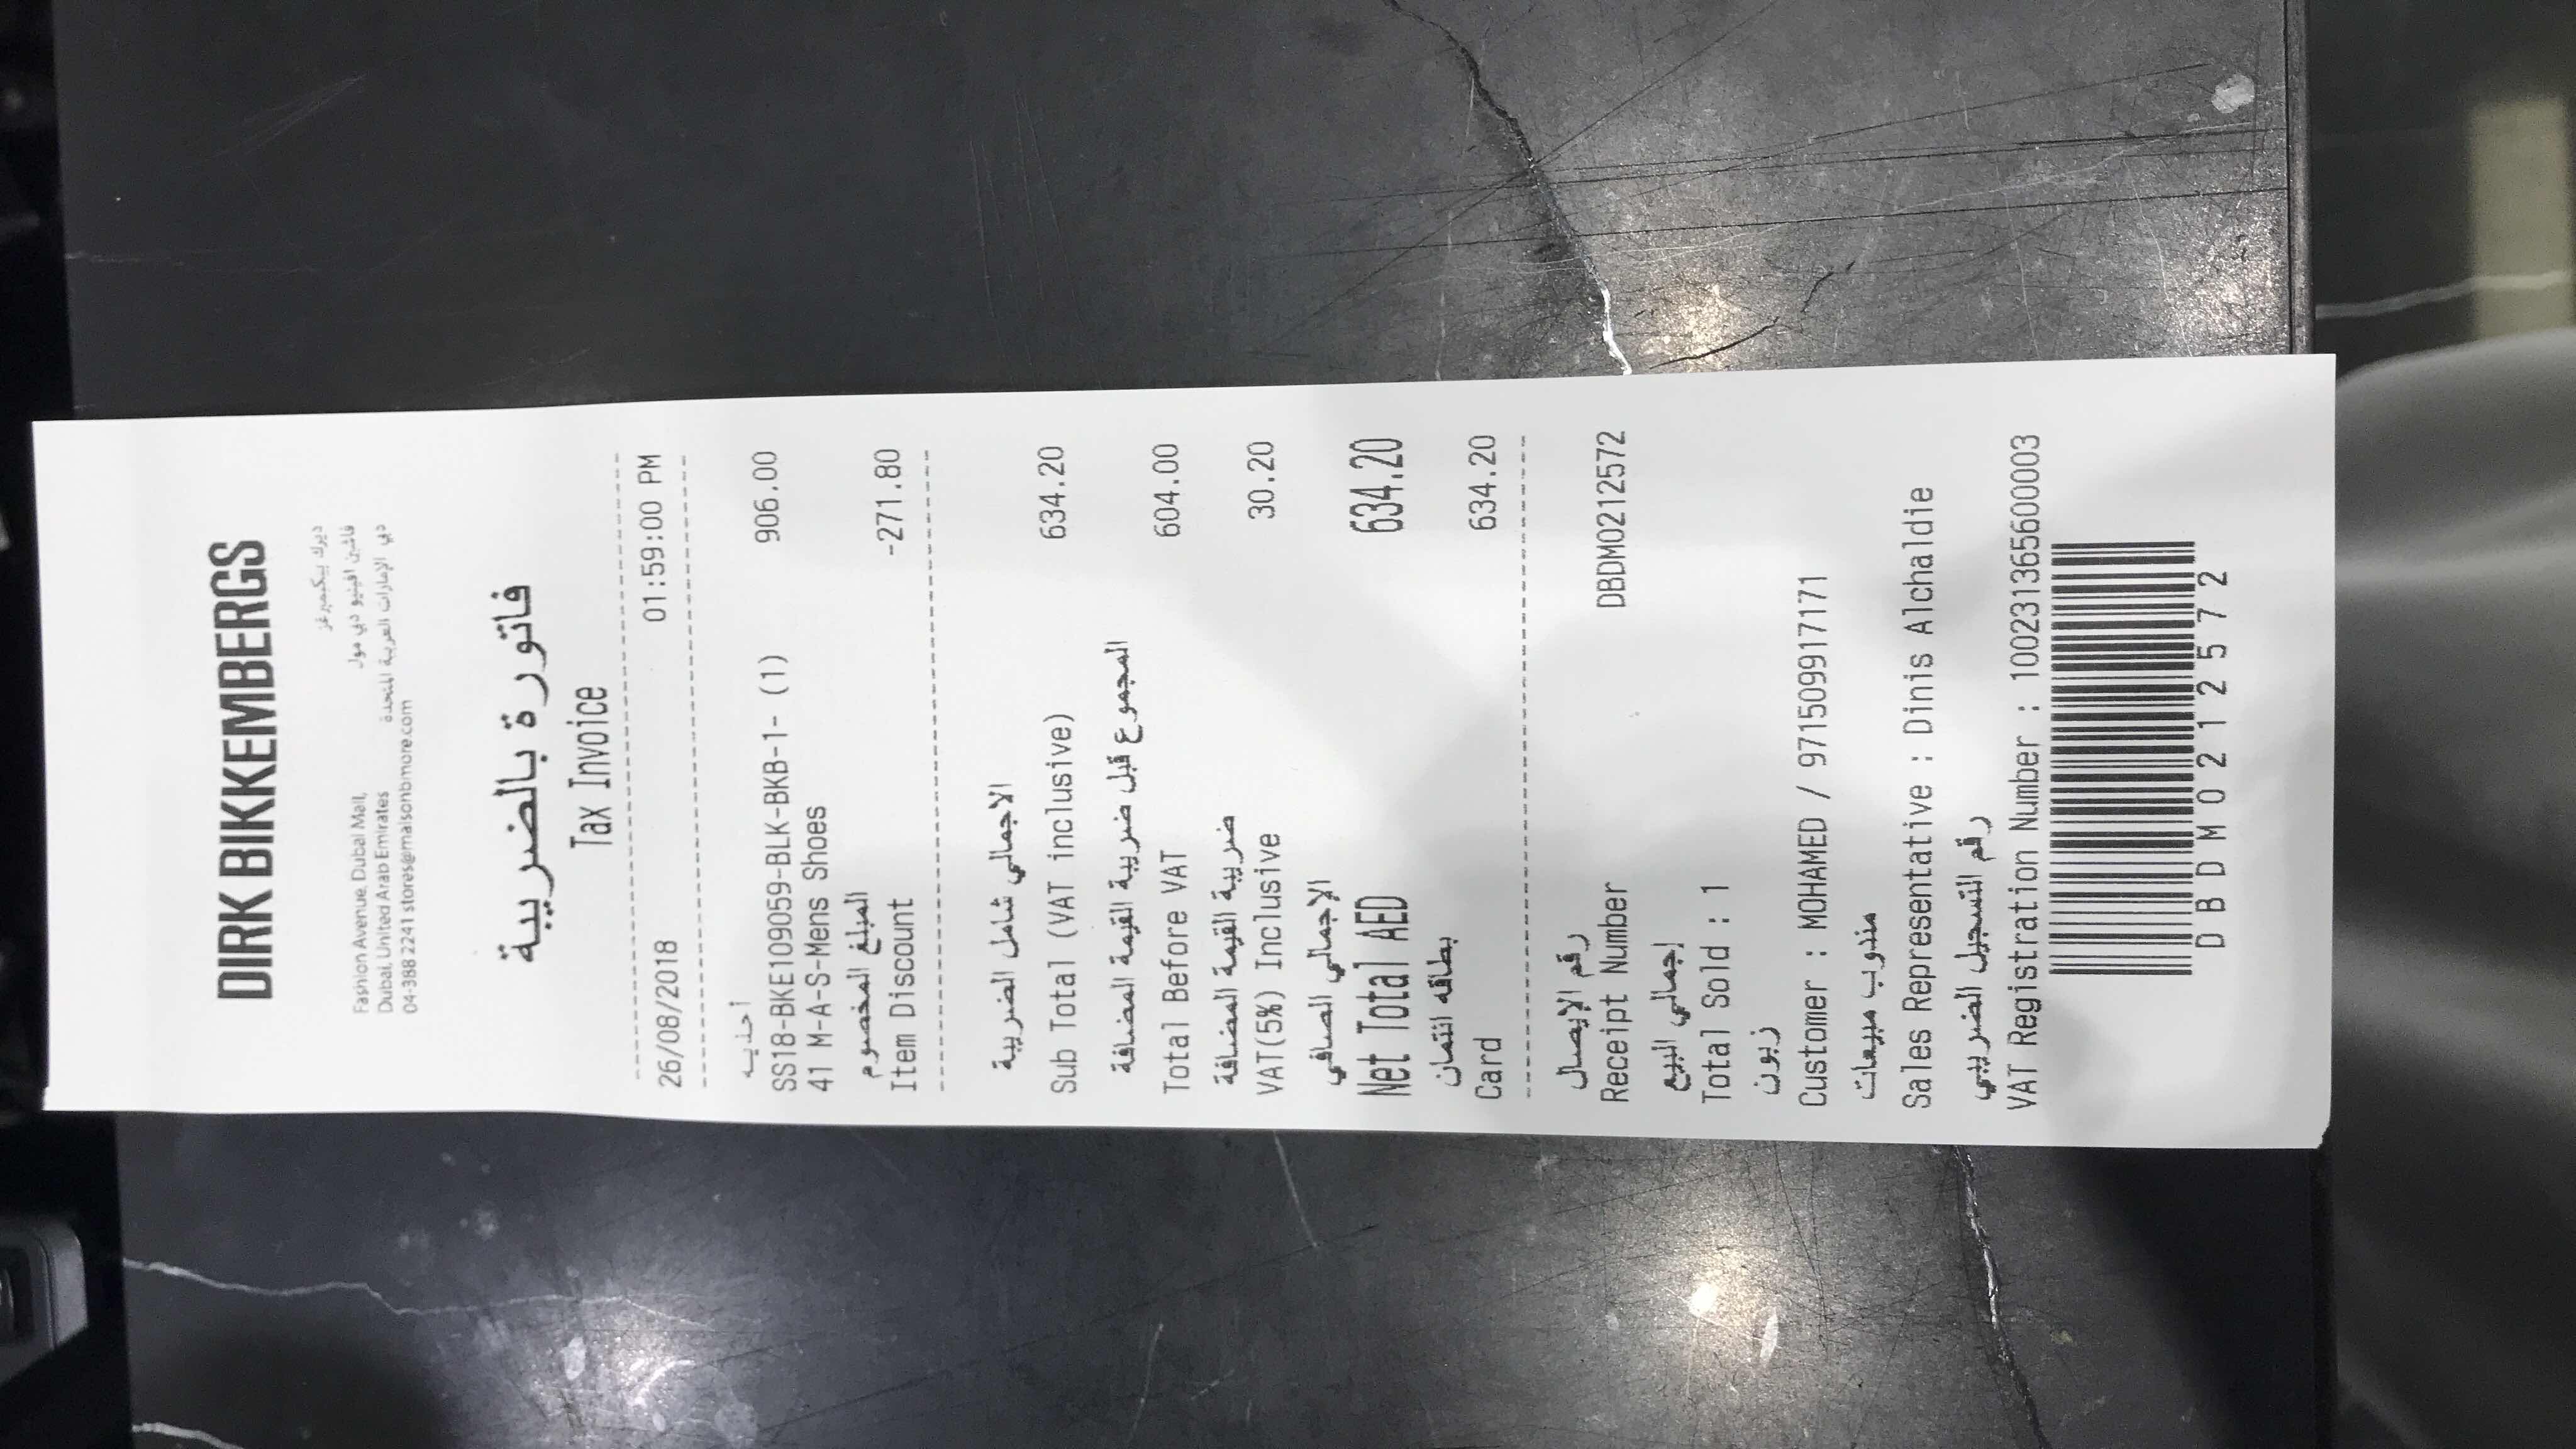 DIRK BIKKEMBERGS
ديرك بيكيمبرغز
فاشين افينيو دبي مول
دبي الإمارات العربية المتحدة
Fashion Avenue, Dubai Mall,
Dubai, United Arab Emirates
04-388 2241 stores@maisonbmore.com
فاتورة بالضريبة
Tax Invoice
26/08/2018 01:59:00 PM
أحذيه
SS18-BKE109059-BLK-BKB-1- (1) 906.00
41 M-A-S-Mens Shoes
المبلغ المخصوم
Item Discount -271.80
الاجمالي شامل الضريبة
Sub Total (VAT inclusive) 634.20
المجموع قبل ضريبة القيمة المضافة
Total Before VAT 604.00
ضريبة القيمة المضافة
VAT(5%) Inclusive 30.20
الإجمالي الصافي
Net Total AED 634.20
بطاقه انتمان
Card 634.20
رقم الإيصال
Receipt Number DBDM0212572
إجمالي البيع
Total Sold : 1
زبون
Customer : MOHAMED / 971509917171
مندوب مبيعات
Sales Representative : Dinis Alchaldie
رقم التسجيل الضريبي
VAT Registration Number : 100231365600003
DBDM0212572